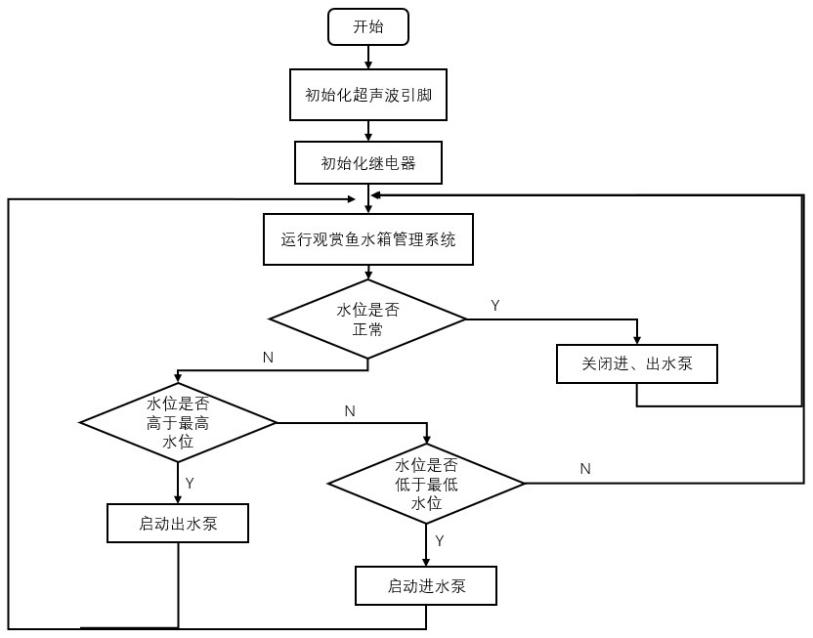 开始
初始化超声波引脚
初始化继电器
运行观赏鱼水箱管理系统
水位是否
正常
Y
关闭进、出水泵
N
水位是否
高于最高
水位
N
水位是否
低于最低
水位
N
Y
启动出水泵
Y
启动进水泵